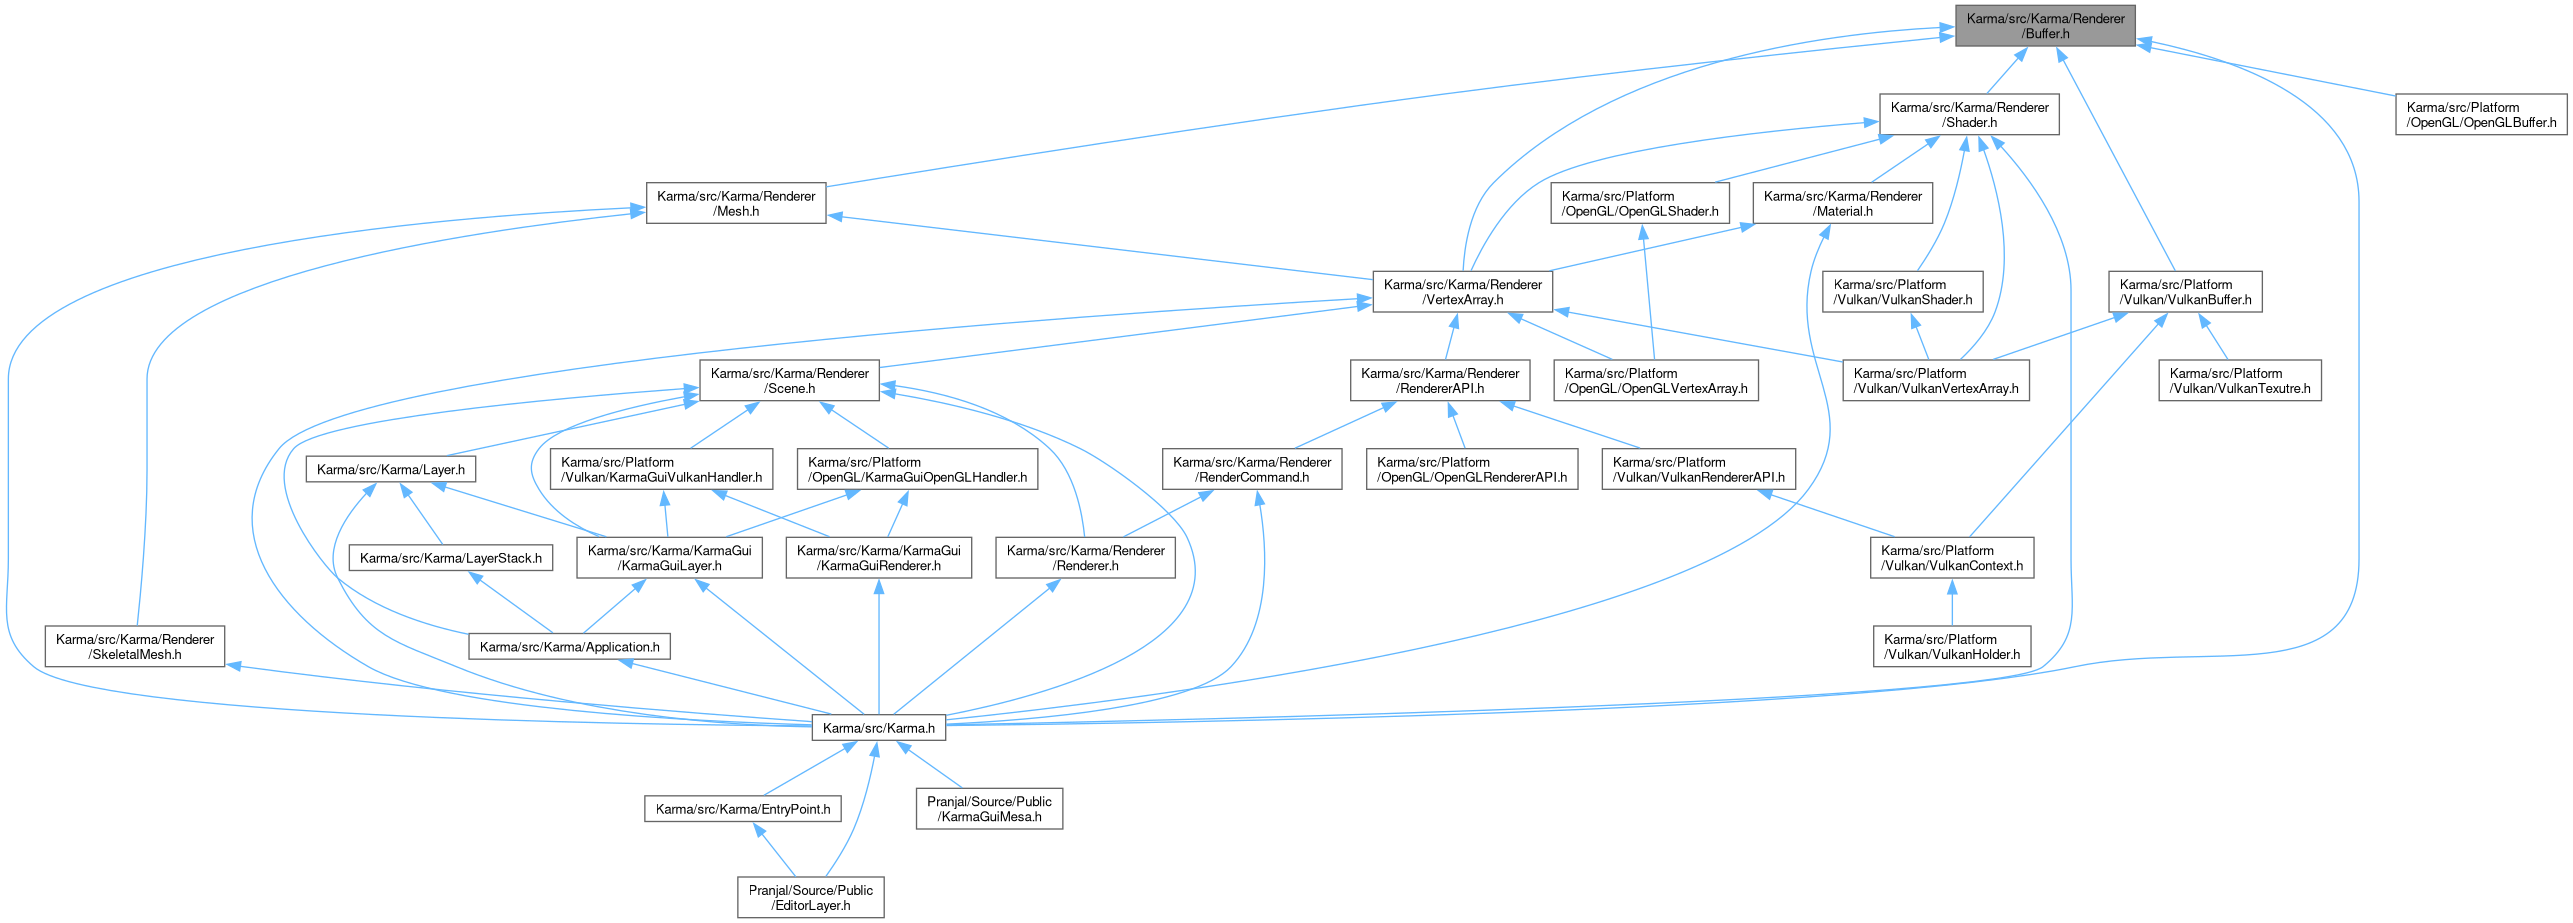 Karma/src/Karma/Renderer
/Buffer.h
Karma/src/Karma/Renderer
/Shader.h
Karma/src/Platform
/OpenGL/OpenGLBuffer.h
Karma/src/Karma/Renderer
/Mesh.h
Karma/src/Platform
/OpenGL/OpenGLShader.h
Karma/src/Karma/Renderer
/Material.h
Karma/src/Karma/Renderer
/VertexArray.h
Karma/src/Platform
/Vulkan/VulkanShader.h
Karma/src/Platform
/Vulkan/VulkanBuffer.h
Karma/src/Karma/Renderer
/Scene.h
Karma/src/Karma/Renderer
/RendererAPI.h
Karma/src/Platform
/OpenGL/OpenGLVertexArray.h
Karma/src/Platform
/Vulkan/VulkanVertexArray.h
Karma/src/Platform
/Vulkan/VulkanTexutre.h
Karma/src/Karma/Layer.h
Karma/src/Platform
/Vulkan/KarmaGuiVulkanHandler.h
Karma/src/Platform
/OpenGL/KarmaGuiOpenGLHandler.h
Karma/src/Karma/Renderer
/RenderCommand.h
Karma/src/Platform
/OpenGL/OpenGLRendererAPI.h
Karma/src/Platform
/Vulkan/VulkanRendererAPI.h
Karma/src/Karma/LayerStack.h
Karma/src/Karma/KarmaGui
/KarmaGuiLayer.h
Karma/src/Karma/KarmaGui
/KarmaGuiRenderer.h
Karma/src/Karma/Renderer
/Renderer.h
Karma/src/Platform
/Vulkan/VulkanContext.h
Karma/src/Karma/Renderer
/SkeletalMesh.h
Karma/src/Karma/Application.h
Karma/src/Platform
/Vulkan/VulkanHolder.h
Karma/src/Karma.h
Karma/src/Karma/EntryPoint.h
Pranjal/Source/Public
/KarmaGuiMesa.h
Pranjal/Source/Public
/EditorLayer.h